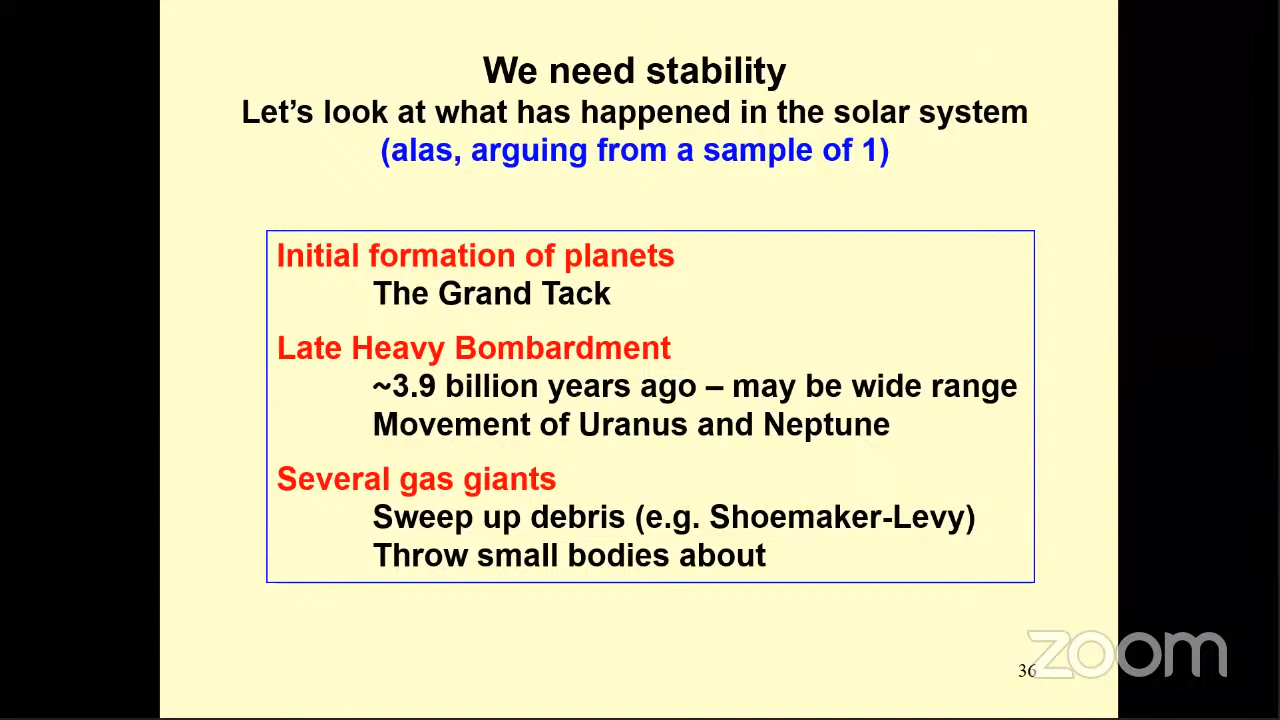 We need stability
Let's look at what has happened in the solar system
(alas, arguing from a sample of 1)
Initial formation of planets
The Grand Tack
Late Heavy Bombardment
~3.9 billion years ago – may be wide range
Movement of Uranus and Neptune
Several gas giants
Sweep up debris (e.g. Shoemaker-Levy)
Throw small bodies about
36
zoom